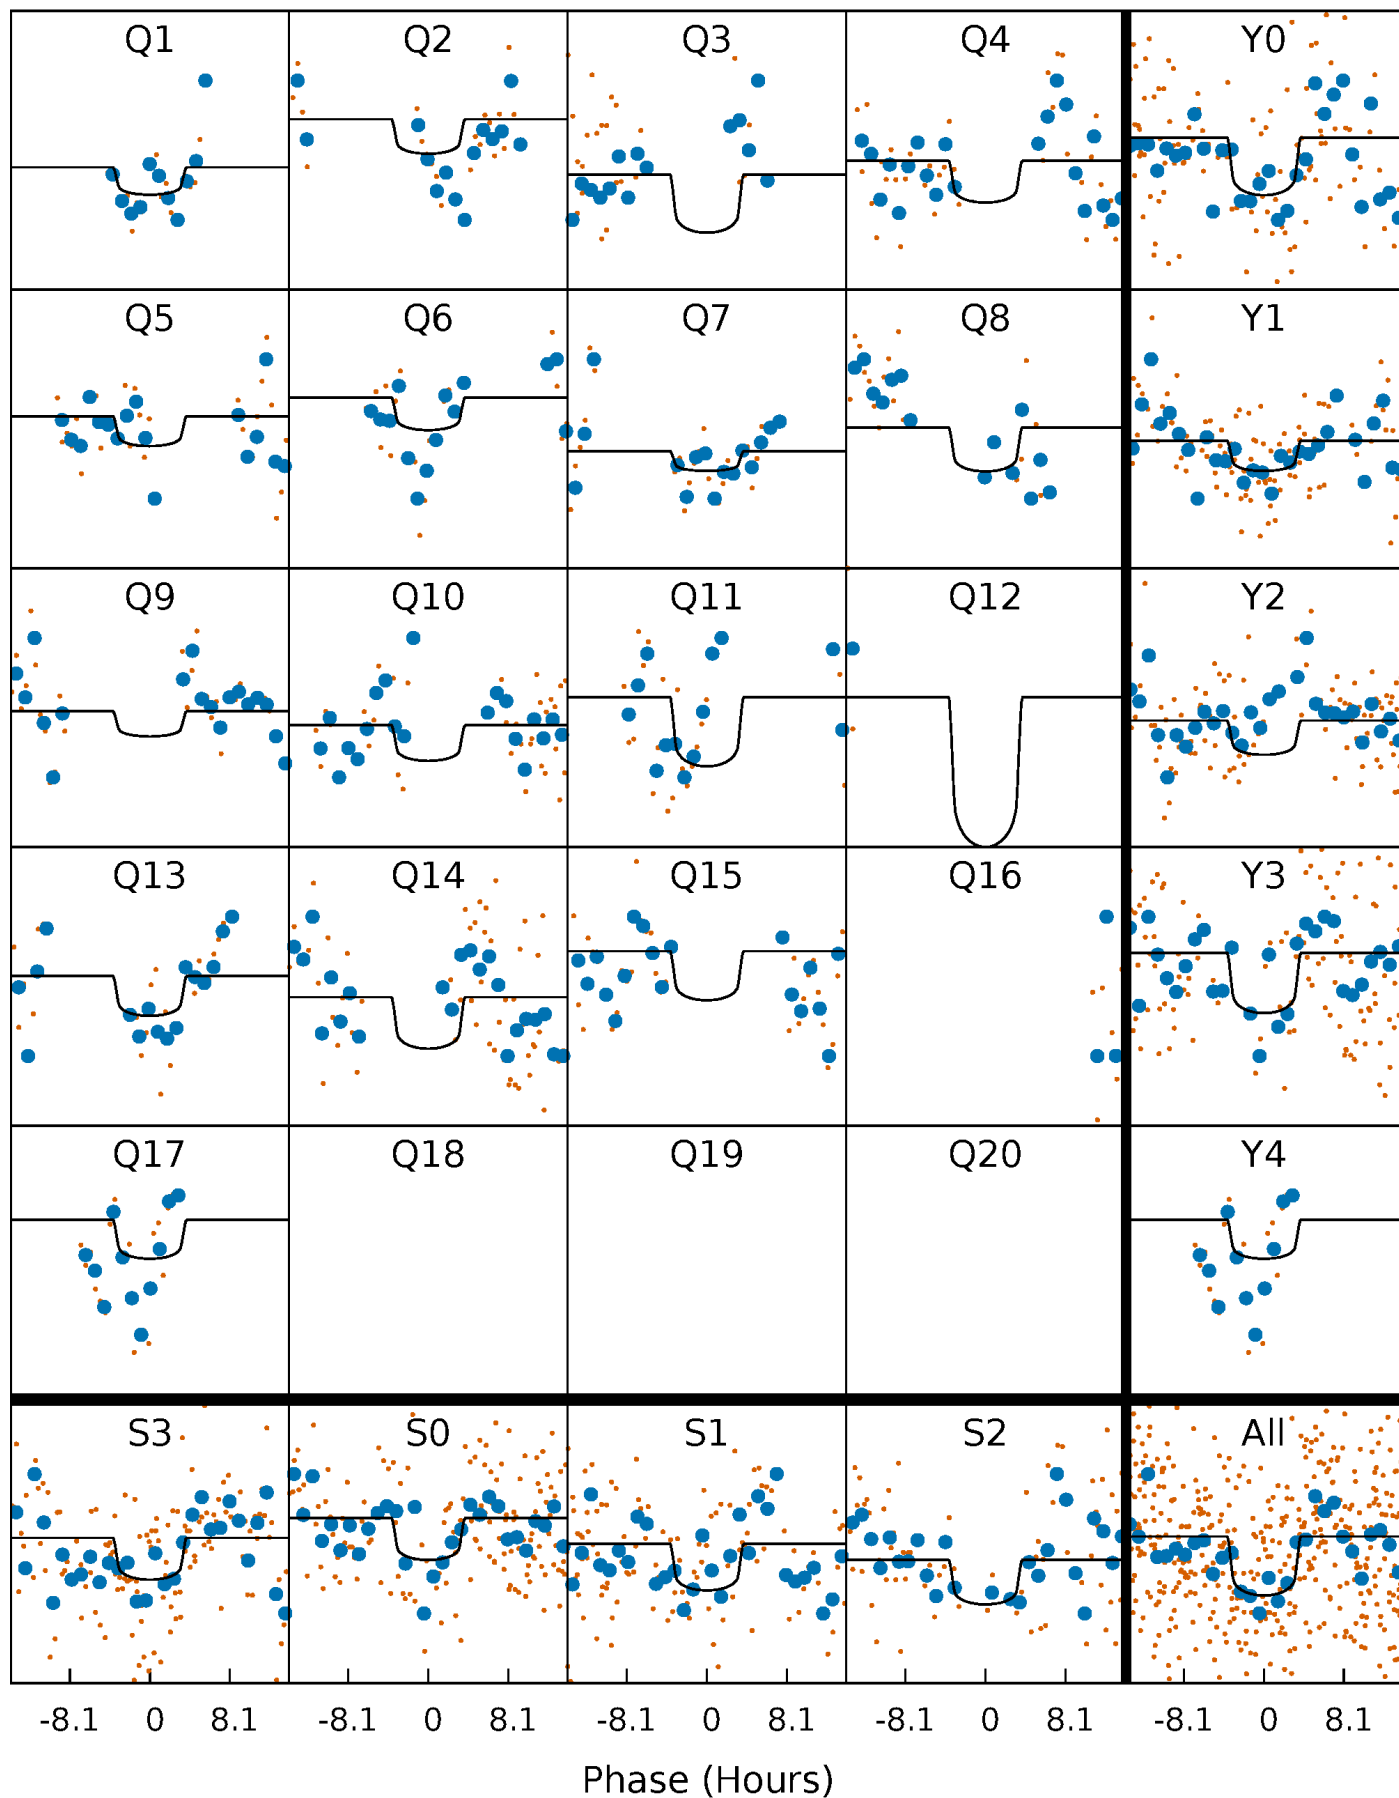 Q1 Q2 Q3 Q4 Y0
Q5 Q6 Q7 Q8 Y1
Q9 Q10 Q11 Q12 Y2
Q13 Q14 Q15 Q16 Y3
Q17 Q18 Q19 Q20 Y4
S3 S0 S1 S2 All
-8.1 0 8.1 -8.1 0 8.1 -8.1 0 8.1 -8.1 0 8.1 -8.1 0 8.1
Phase (Hours)